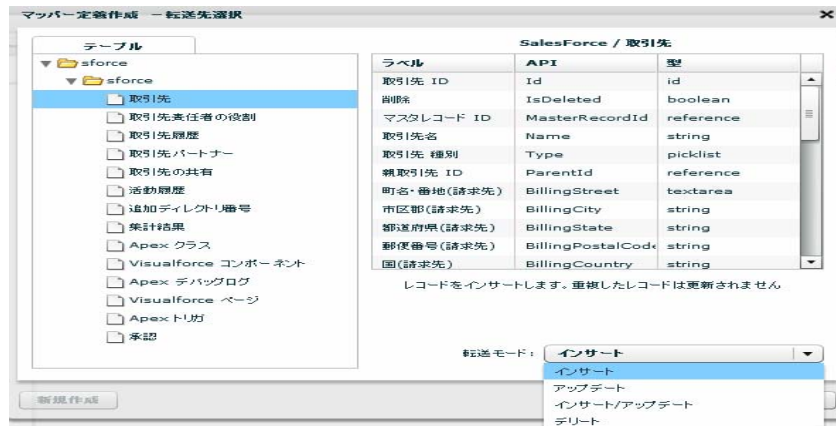 マッパー定義作成 －転送先選択
テーブル
sforce
sforce
取引先
取引先責任者の役割
取引先履歴
取引先パートナー
取引先の共有
活動履歴
追加ディレクトリ番号
集計結果
Apex クラス
Visualforce コンポーネント
Apex デバッグログ
Visualforce ページ
Apex トリガ
承認
SalesForce / 取引先
ラベル API 型
取引先 ID Id id
削除 IsDeleted boolean
マスタレコード ID MasterRecordId reference
取引先名 Name string
取引先 種別 Type picklist
親取引先 ID ParentId reference
町名・番地(請求先) BillingStreet textarea
市区郡(請求先) BillingCity string
都道府県(請求先) BillingState string
郵便番号(請求先) BillingPostalCode string
国(請求先) BillingCountry string
レコードをインサートします。重複したレコードは更新されません
転送モード： インサート
インサート
アップデート
インサート/アップデート
デリート
新規作成